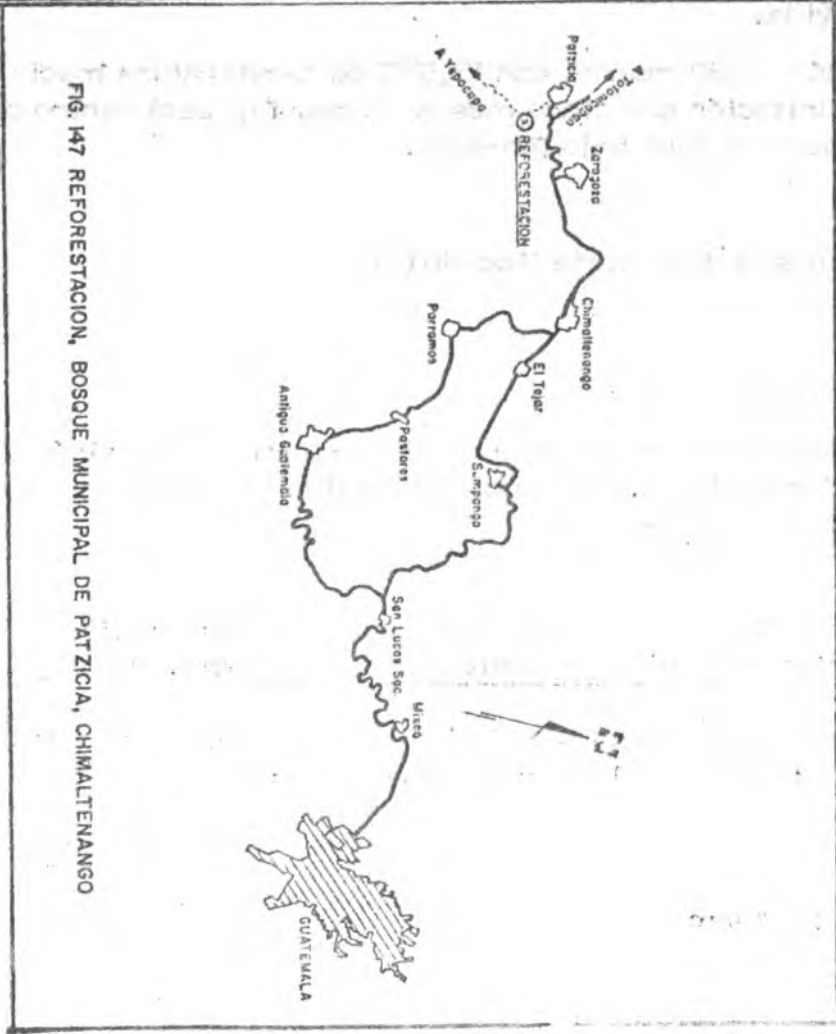 A Yepocapa
Patzicia
Zaragoza
REFORESTACION
Chimaltenango
Parramos
El Tejar
Pastores
Antigua Guatemala
Sumpango
San Lucas Sac.
Mixco
GUATEMALA
FIG 147 REFORESTACION, BOSQUE MUNICIPAL DE PATZICIA, CHIMALTENANGO